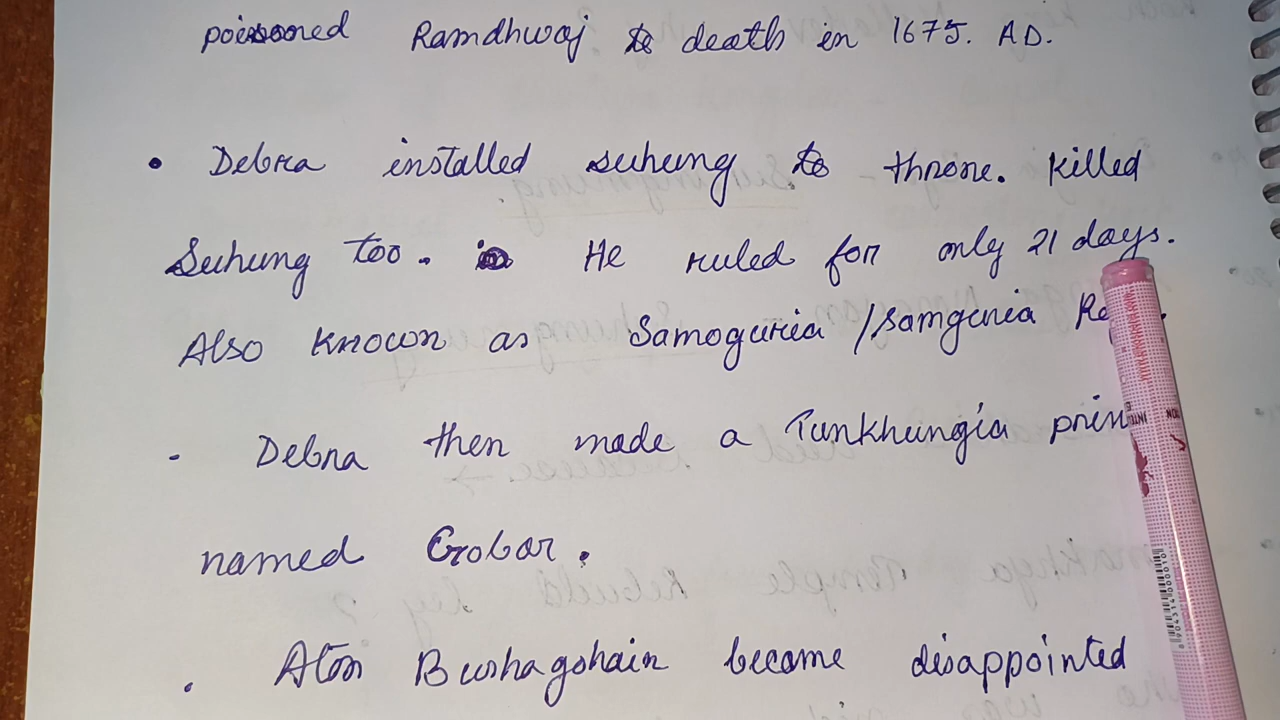 poisoned Ramdhwaj to death in 1675. AD.
• Debra installed suhung to throne. Killed
Suhung too. He ruled for only 21 days.
Also known as Samoguria /samguria
- Debra then made a Tunkhungia
named Gobar.
. Aton Burhagohain became disappointed